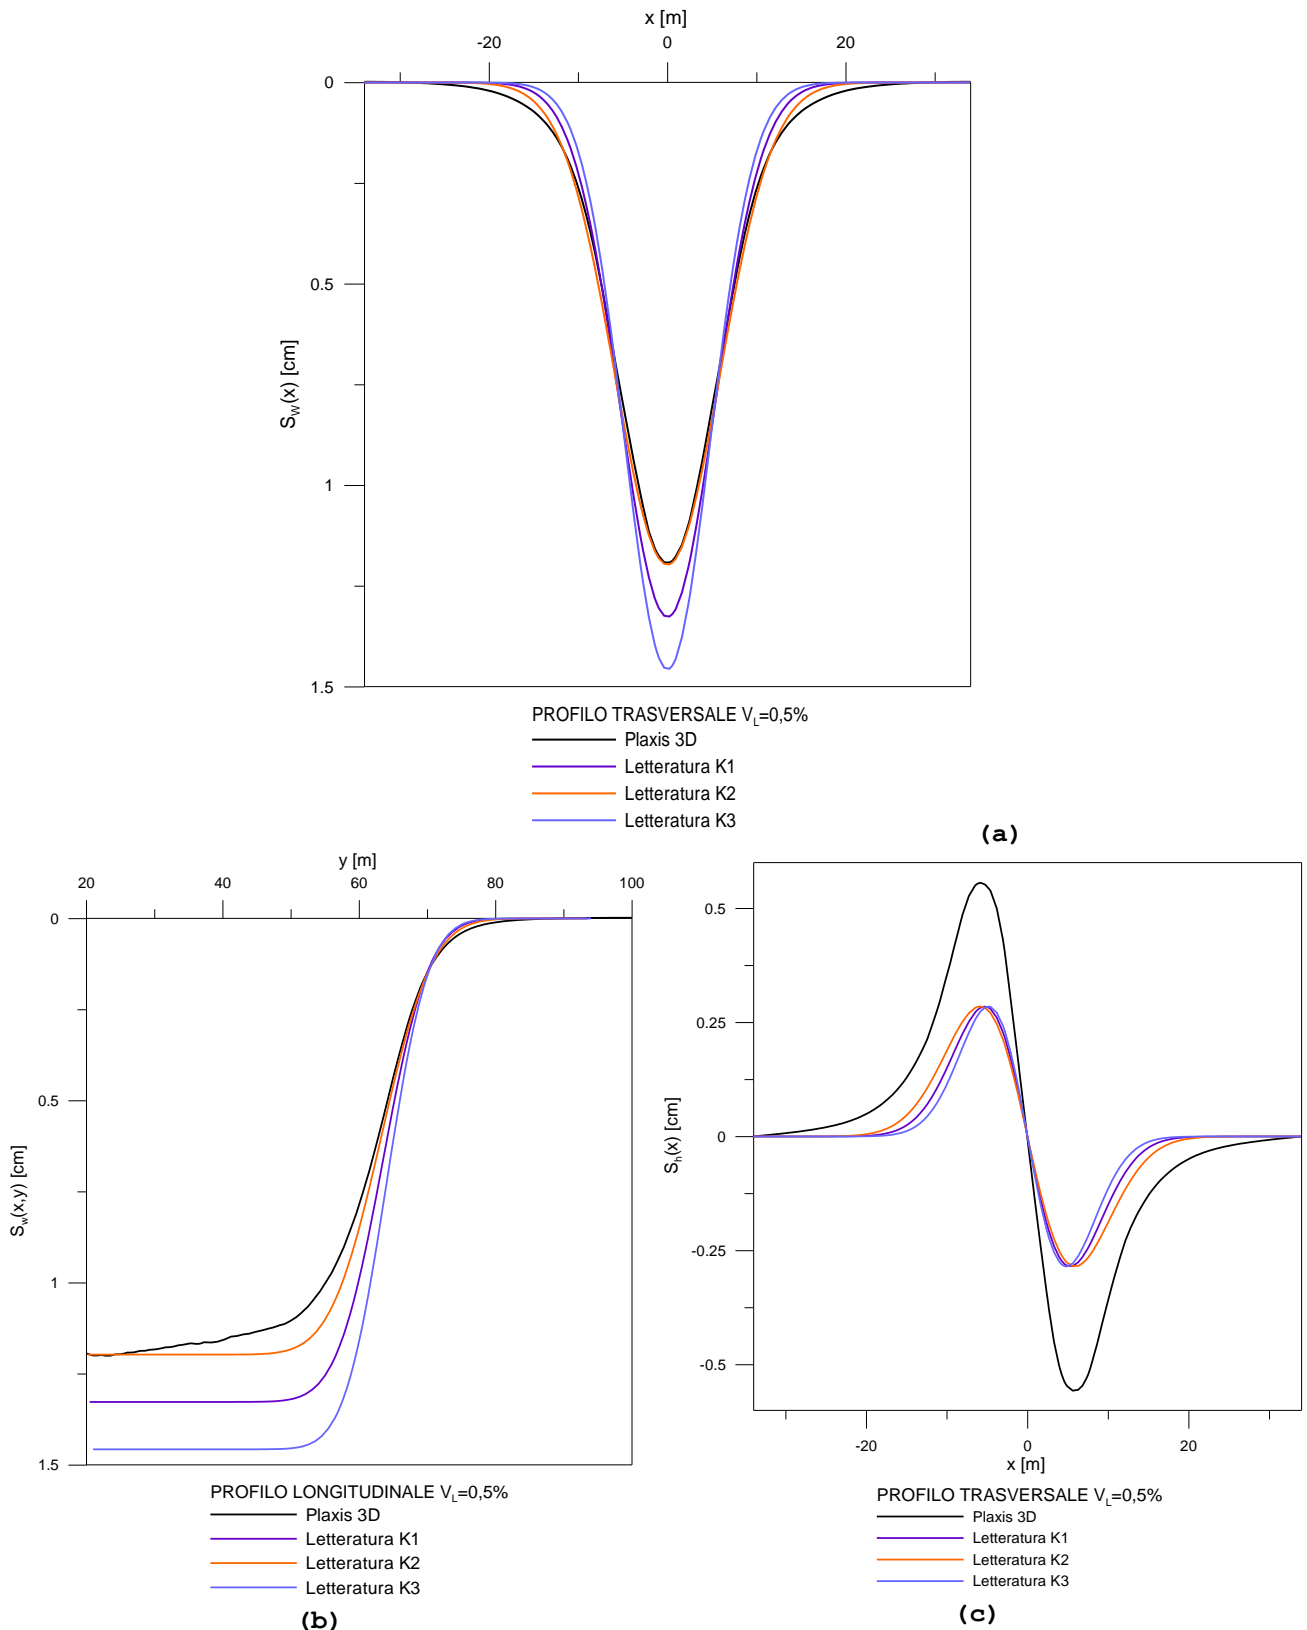 x [m]
-20 0 20
0
0.5
1
1.5
S_w(x) [cm]
PROFILO TRASVERSALE V_L=0,5%
Plaxis 3D
Letteratura K1
Letteratura K2
Letteratura K3
(a)
y [m]
20 40 60 80 100
0
0.5
1
1.5
S_w(x,y) [cm]
PROFILO LONGITUDINALE V_L=0,5%
Plaxis 3D
Letteratura K1
Letteratura K2
Letteratura K3
(b)
0.5
0.25
0
-0.25
-0.5
S_h(x) [cm]
-20 0 20
x [m]
PROFILO TRASVERSALE V_L=0,5%
Plaxis 3D
Letteratura K1
Letteratura K2
Letteratura K3
(c)